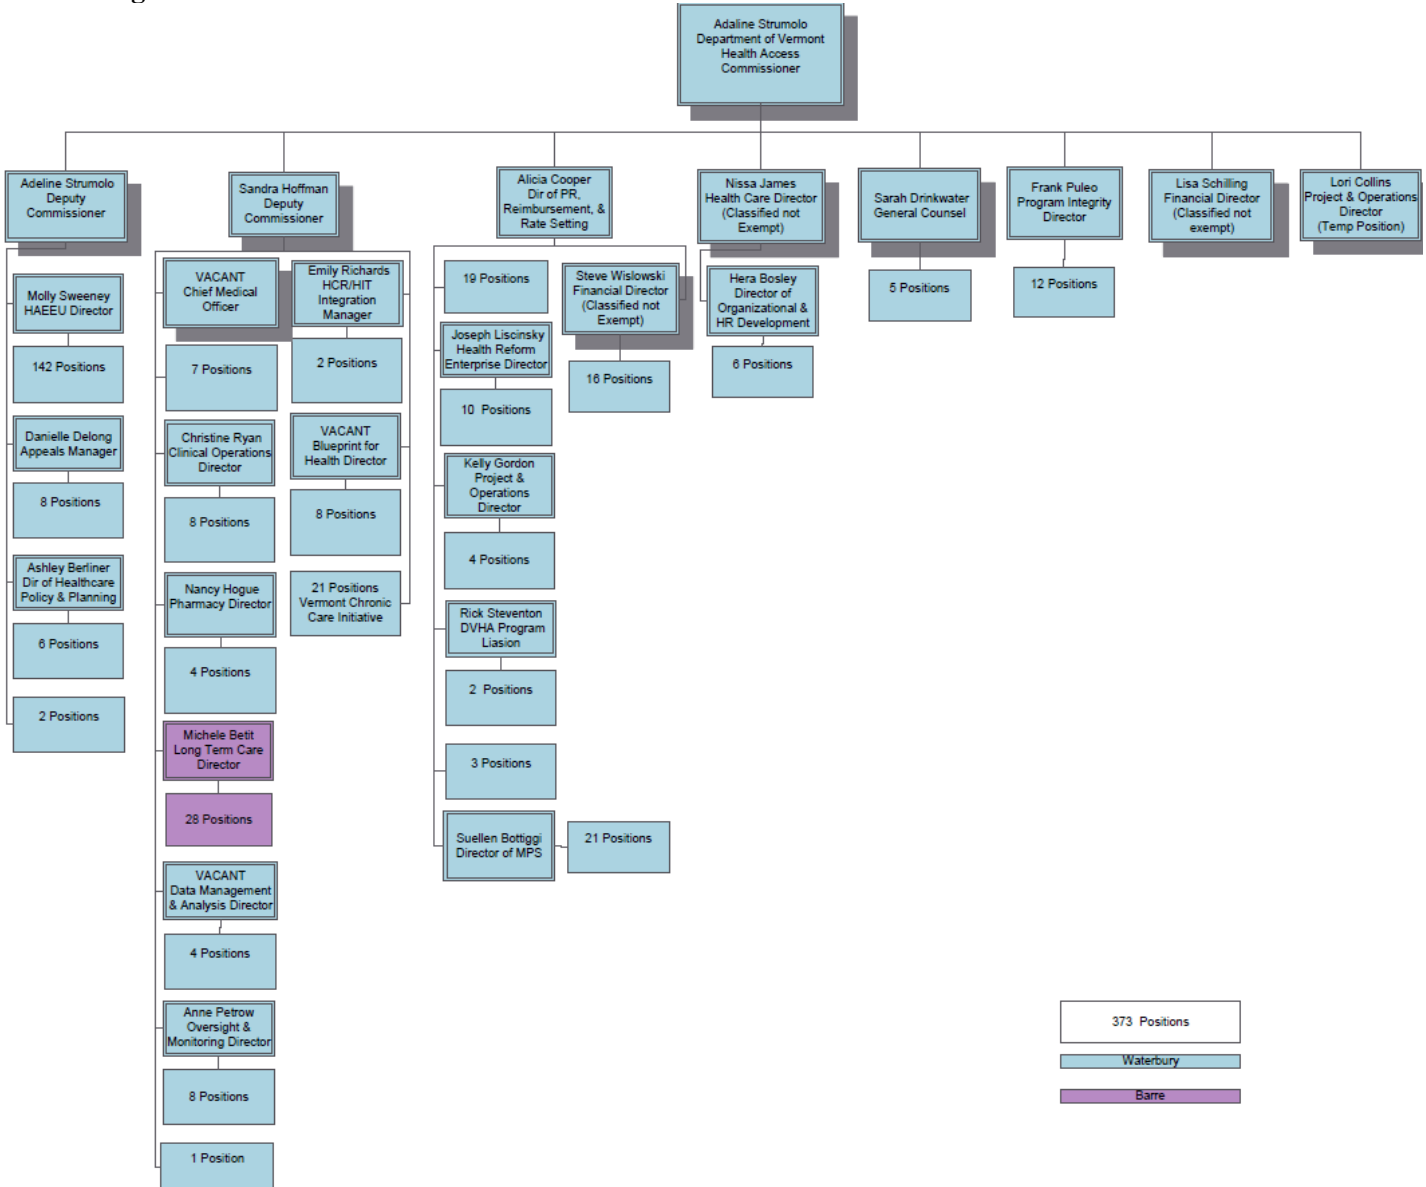 Adaline Strumolo
Department of Vermont
Health Access
Commissioner
Adeline Strumolo
Deputy
Commissioner
Molly Sweeney
HAEEU Director
142 Positions
Danielle Delong
Appeals Manager
8 Positions
Ashley Berliner
Dir of Healthcare
Policy & Planning
6 Positions
2 Positions
Sandra Hoffman
Deputy
Commissioner
VACANT
Chief Medical
Officer
7 Positions
Christine Ryan
Clinical Operations
Director
8 Positions
Nancy Hogue
Pharmacy Director
4 Positions
Michele Betit
Long Term Care
Director
28 Positions
VACANT
Data Management
& Analysis Director
4 Positions
Anne Petrow
Oversight &
Monitoring Director
8 Positions
1 Position
Emily Richards
HCR/HIT
Integration
Manager
2 Positions
VACANT
Blueprint for
Health Director
8 Positions
21 Positions
Vermont Chronic
Care Initiative
Alicia Cooper
Dir of PR,
Reimbursement, &
Rate Setting
19 Positions
Joseph Liscinsky
Health Reform
Enterprise Director
10 Positions
Kelly Gordon
Project &
Operations
Director
4 Positions
Rick Steventon
DVHA Program
Liasion
2 Positions
3 Positions
Suellen Bottiggi
Director of MPS
21 Positions
Steve Wislowski
Financial Director
(Classified not
Exempt)
16 Positions
Nissa James
Health Care Director
(Classified not
Exempt)
Hera Bosley
Director of
Organizational &
HR Development
6 Positions
Sarah Drinkwater
General Counsel
5 Positions
Frank Puleo
Program Integrity
Director
12 Positions
Lisa Schilling
Financial Director
(Classified not
exempt)
Lori Collins
Project & Operations
Director
(Temp Position)
373 Positions
Waterbury
Barre